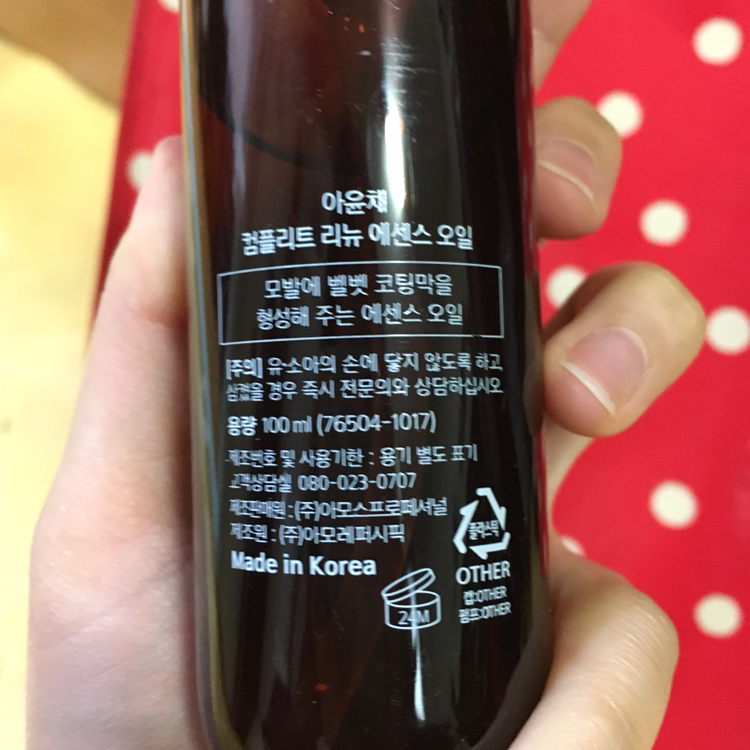 아윤채
컴플리트 리뉴 에센스 오일
모발에 벨벳 코팅막을
형성해 주는 에센스 오일
[주의] 유·소아의 손에 닿지 않도록 하고,
삼켰을 경우 즉시 전문의와 상담하십시오.
용량 100ml (76504-1017)
제조번호 및 사용기한 : 용기 별도 표기
고객상담실 080-023-0707
제조판매원 : (주)아모스프로페셔널
제조원 : (주)아모레퍼시픽
Made in Korea
플라스틱
OTHER
캡:OTHER
펌프:OTHER
24M